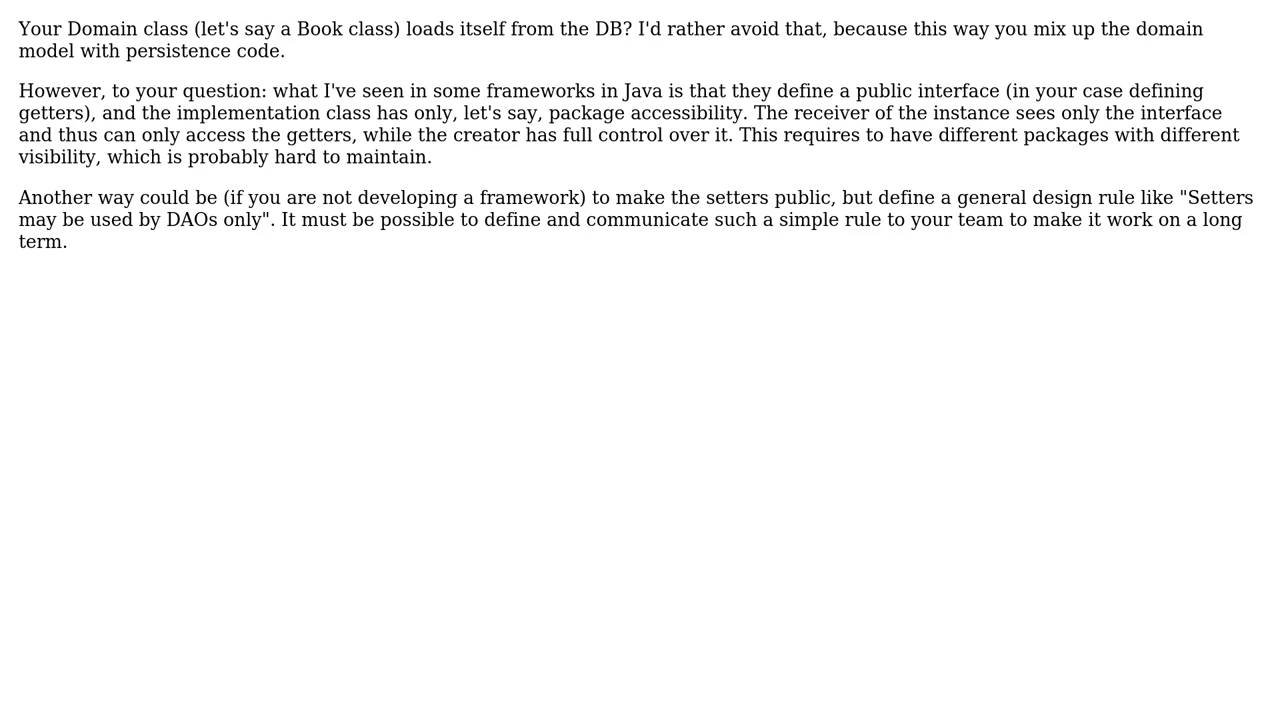 Your Domain class (let's say a Book class) loads itself from the DB? I'd rather avoid that, because this way you mix up the domain
model with persistence code.
However, to your question: what I've seen in some frameworks in Java is that they define a public interface (in your case defining
getters), and the implementation class has only, let's say, package accessibility. The receiver of the instance sees only the interface
and thus can only access the getters, while the creator has full control over it. This requires to have different packages with different
visibility, which is probably hard to maintain.
Another way could be (if you are not developing a framework) to make the setters public, but define a general design rule like "Setters
may be used by DAOs only". It must be possible to define and communicate such a simple rule to your team to make it work on a long
term.